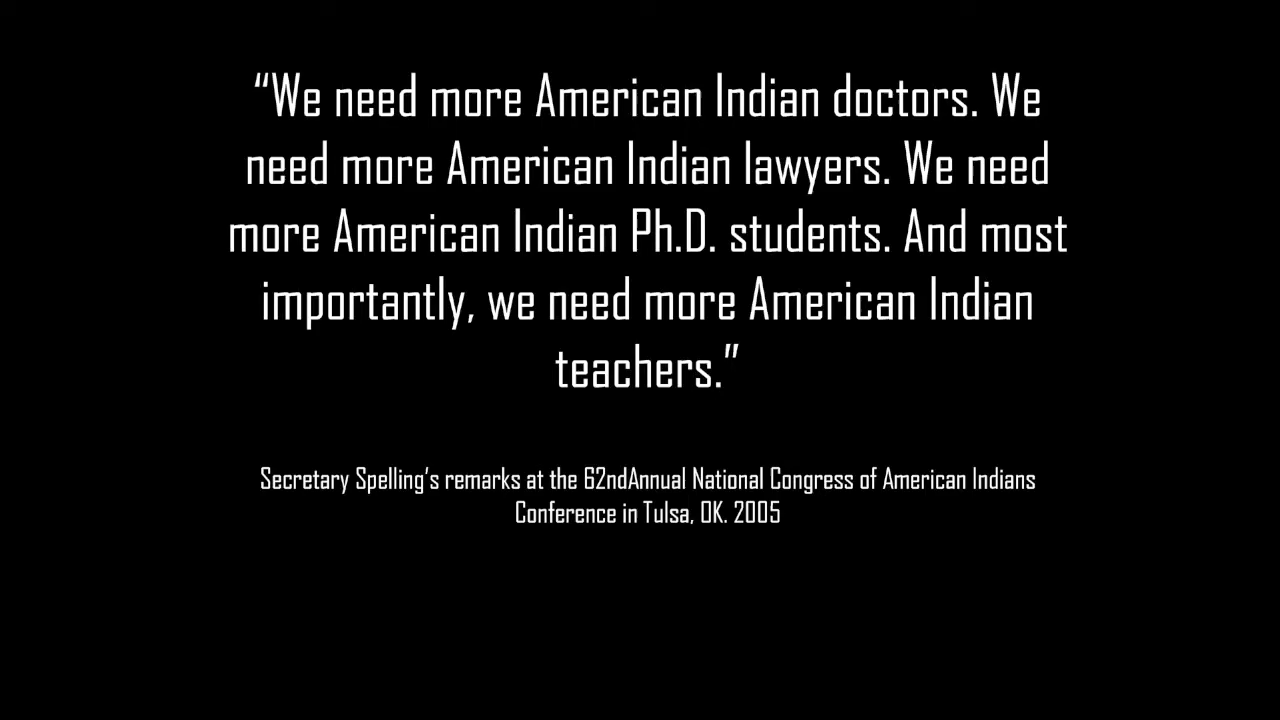 “We need more American Indian doctors. We
need more American Indian lawyers. We need
more American Indian Ph.D. students. And most
importantly, we need more American Indian
teachers.”
Secretary Spelling’s remarks at the 62ndAnnual National Congress of American Indians
Conference in Tulsa, OK. 2005